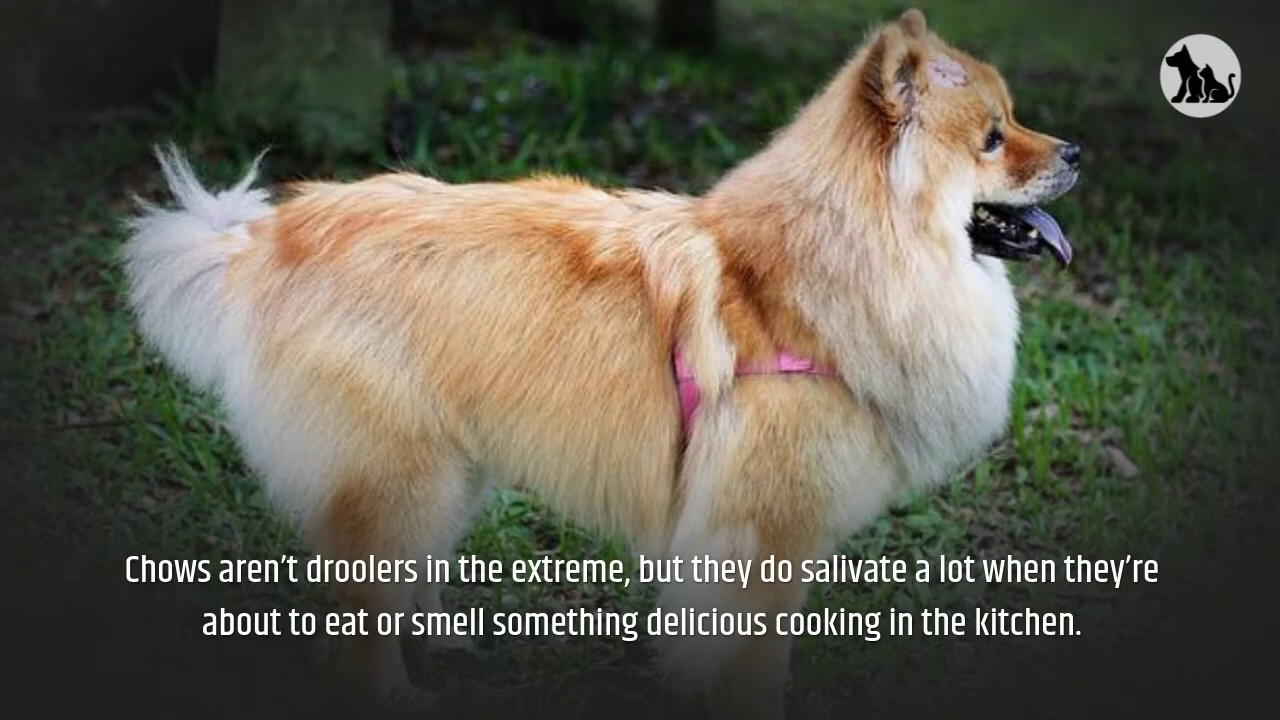 Chows aren’t droolers in the extreme, but they do salivate a lot when they’re
about to eat or smell something delicious cooking in the kitchen.